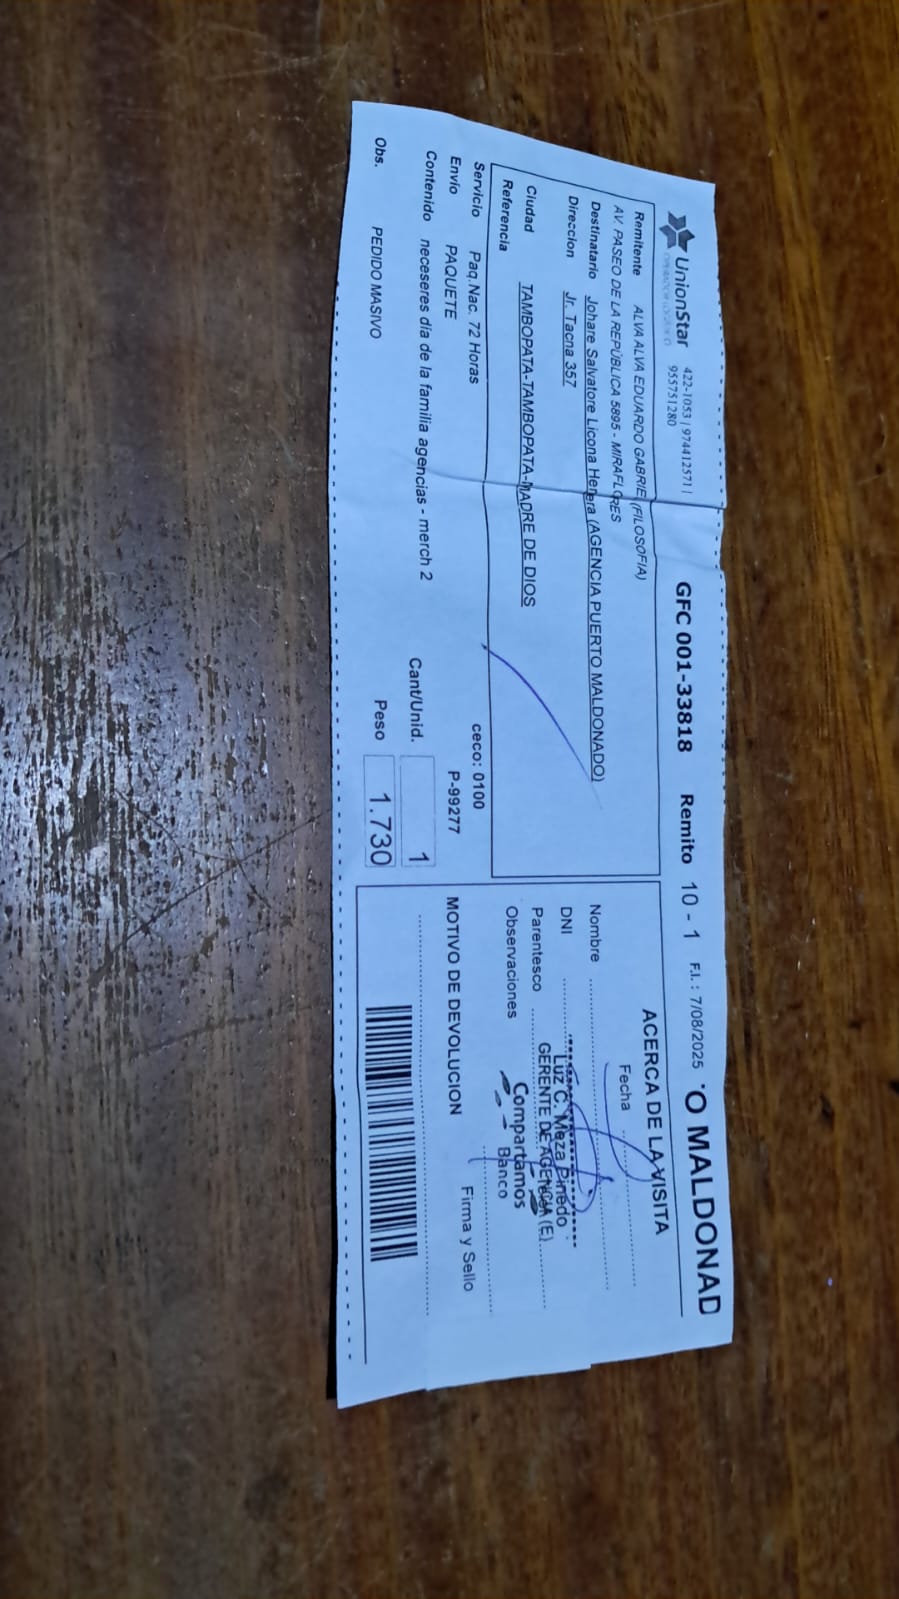 UnionStar
422-1053 | 974412571 |
955751280
GFC 001-33818 Remito 10 - 1 F.I.: 7/08/2025 'O MALDONAD
Remitente ALVA ALVA EDUARDO GABRIEL (FILOSOFIA)
AV. PASEO DE LA REPÚBLICA 5895 - MIRAFLORES
Destinatario Johare Salvatore Licona Herrera (AGENCIA PUERTO MALDONADO)
Direccion Jr. Tacna 357
Ciudad TAMBOPATA-TAMBOPATA-MADRE DE DIOS
Referencia
Servicio Paq.Nac. 72 Horas
ceco: 0100
Envio PAQUETE
P-99277
Contenido neceseres día de la familia agencias - merch 2
Cant/Unid. 1
Obs. PEDIDO MASIVO
Peso 1.730
ACERCA DE LA VISITA
Fecha
Nombre
DNI
Parentesco
Observaciones
Luz C. Meza Pinedo
GERENTE DE AGENCIA (E)
Compartamos
Banco
Firma y Sello
MOTIVO DE DEVOLUCION